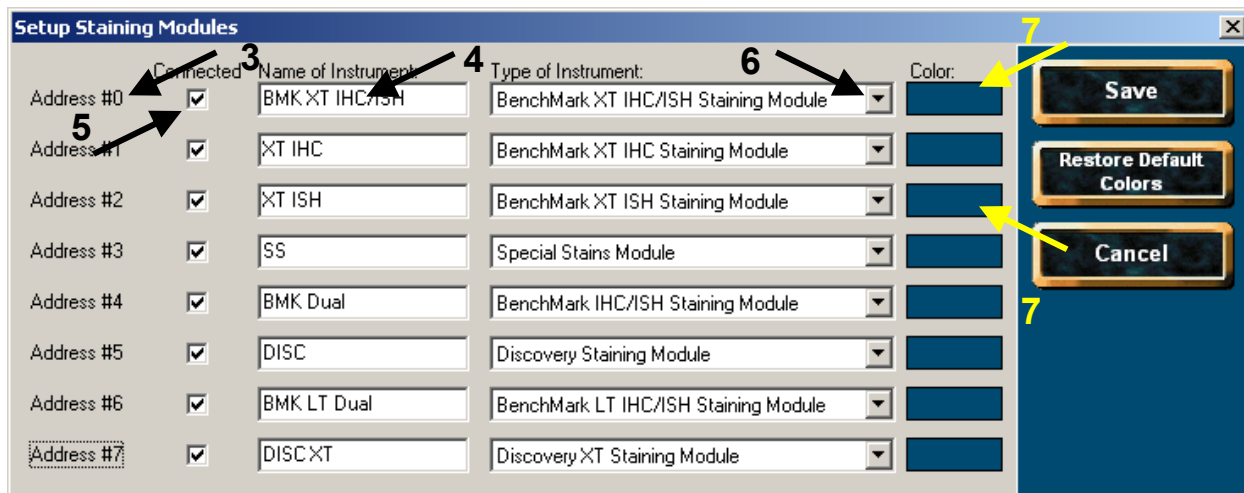 Setup Staining Modules
3 4 6 7
Connected Name of Instrument: Type of Instrument: Color:
Address #0 BMK XT IHC/ISH BenchMark XT IHC/ISH Staining Module Save
5
Address #1 XT IHC BenchMark XT IHC Staining Module Restore Default
Colors
Address #2 XT ISH BenchMark XT ISH Staining Module
Address #3 SS Special Stains Module Cancel
Address #4 BMK Dual BenchMark IHC/ISH Staining Module 7
Address #5 DISC Discovery Staining Module
Address #6 BMK LT Dual BenchMark LT IHC/ISH Staining Module
Address #7 DISC XT Discovery XT Staining Module